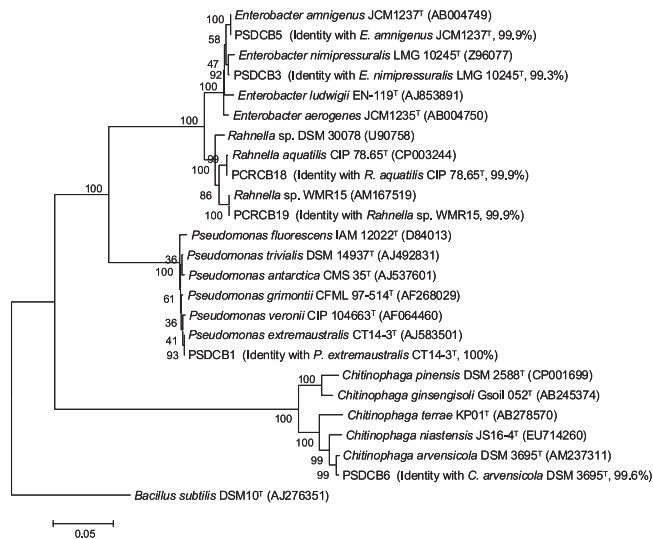 100 Enterobacter amnigenus JCM1237ᵀ (AB004749)
PSDCB5 (Identity with E. amnigenus JCM1237ᵀ, 99.9%)
58
Enterobacter nimipressuralis LMG 10245ᵀ (Z96077)
47
92 PSDCB3 (Identity with E. nimipressuralis LMG 10245ᵀ, 99.3%)
100
Enterobacter ludwigii EN-119ᵀ (AJ853891)
Enterobacter aerogenes JCM1235ᵀ (AB004750)
100
Rahnella sp. DSM 30078 (U90758)
99 Rahnella aquatilis CIP 78.65ᵀ (CP003244)
100 PCRCB18 (Identity with R. aquatilis CIP 78.65ᵀ, 99.9%)
100
86 Rahnella sp. WMR15 (AM167519)
100 PCRCB19 (Identity with Rahnella sp. WMR15, 99.9%)
Pseudomonas fluorescens IAM 12022ᵀ (D84013)
36 Pseudomonas trivialis DSM 14937ᵀ (AJ492831)
100 Pseudomonas antarctica CMS 35ᵀ (AJ537601)
61 Pseudomonas grimontii CFML 97-514ᵀ (AF268029)
36 Pseudomonas veronii CIP 104663ᵀ (AF064460)
41 Pseudomonas extremaustralis CT14-3ᵀ (AJ583501)
93 PSDCB1 (Identity with P. extremaustralis CT14-3ᵀ, 100%)
100 Chitinophaga pinensis DSM 2588ᵀ (CP001699)
Chitinophaga ginsengisoli Gsoil 052ᵀ (AB245374)
100
Chitinophaga terrae KP01ᵀ (AB278570)
100 Chitinophaga niastensis JS16-4ᵀ (EU714260)
99 Chitinophaga arvensicola DSM 3695ᵀ (AM237311)
99 PSDCB6 (Identity with C. arvensicola DSM 3695ᵀ, 99.6%)
Bacillus subtilis DSM10ᵀ (AJ276351)
0.05